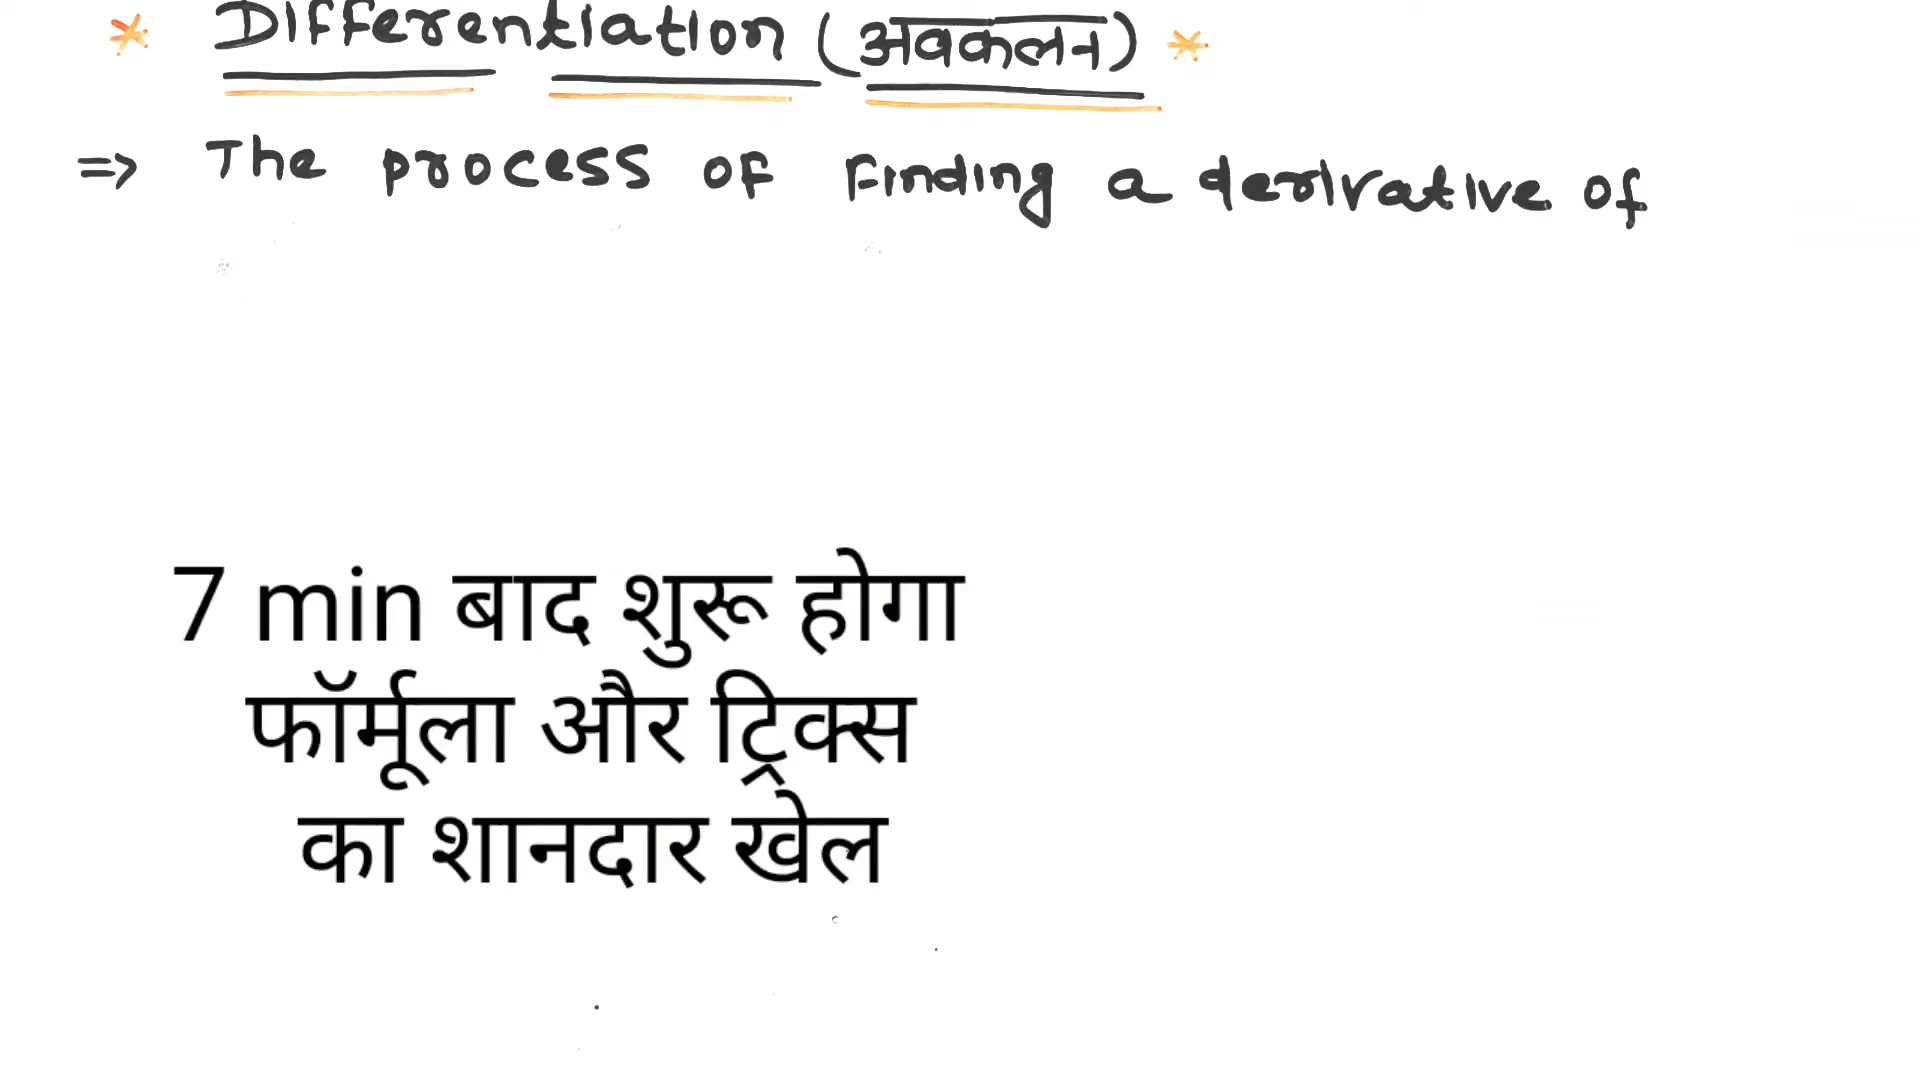 * Differentiation (अवकलन) *
=> The process of Finding a derivative of
7 min बाद शुरू होगा
फॉर्मूला और ट्रिक्स
का शानदार खेल